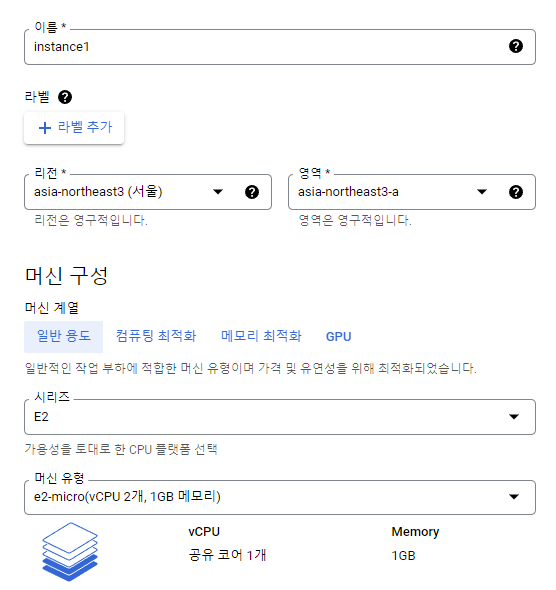 이름 *
instance1
라벨
라벨 추가
리전 *
asia-northeast3 (서울)
리전은 영구적입니다.
영역 *
asia-northeast3-a
영역은 영구적입니다.
머신 구성
머신 계열
일반 용도 컴퓨팅 최적화 메모리 최적화 GPU
일반적인 작업 부하에 적합한 머신 유형이며 가격 및 유연성을 위해 최적화되었습니다.
시리즈
E2
가용성을 토대로 한 CPU 플랫폼 선택
머신 유형
e2-micro(vCPU 2개, 1GB 메모리)
vCPU Memory
공유 코어 1개 1GB